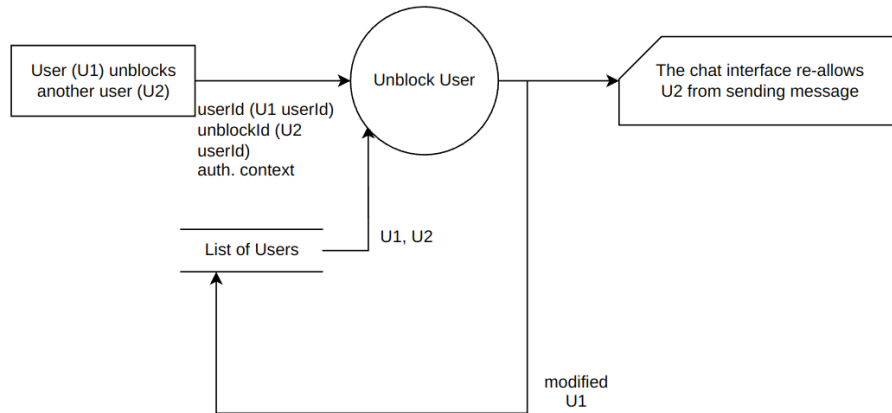 User (U1) unblocks
another user (U2)
Unblock User
The chat interface re-allows
U2 from sending message
userId (U1 userId)
unblockId (U2
userId)
auth. context
List of Users
U1, U2
modified
U1